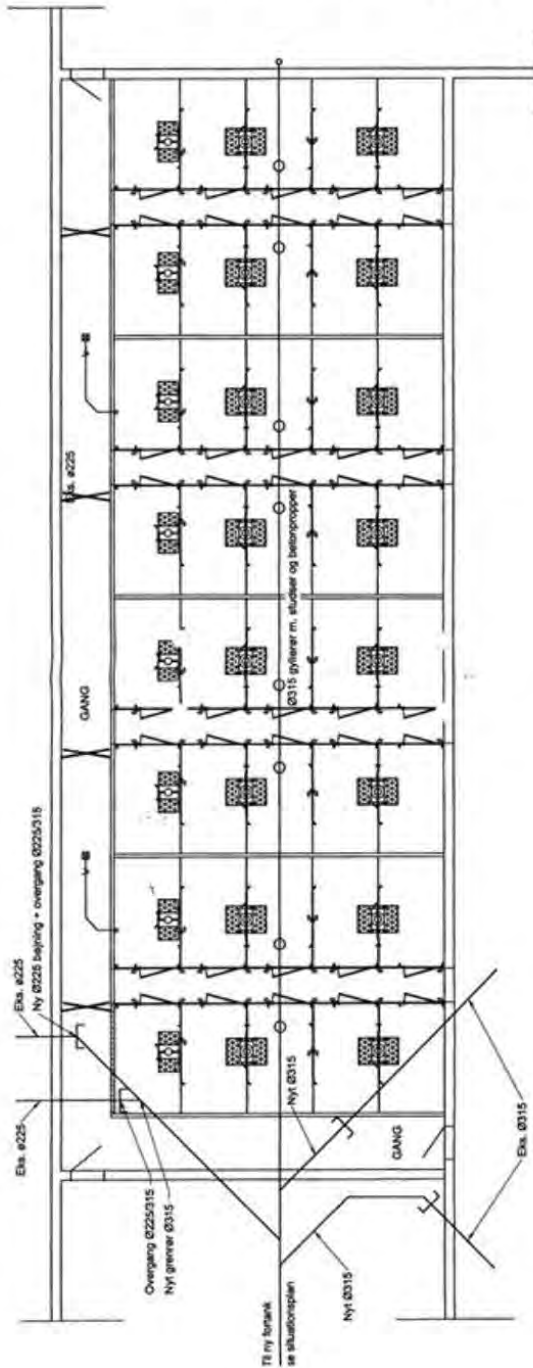 Eks. ø225
Ny Ø225 bøjning + overgang Ø225/315
Eks. ø225
Eks. ø225
GANG
Ø315 gyllerør m. studser og betonpropper
Overgang Ø225/315
Nyt grenrør Ø315
Nyt Ø315
GANG
Til ny fortank
se situationsplan
Nyt Ø315
Eks. Ø315